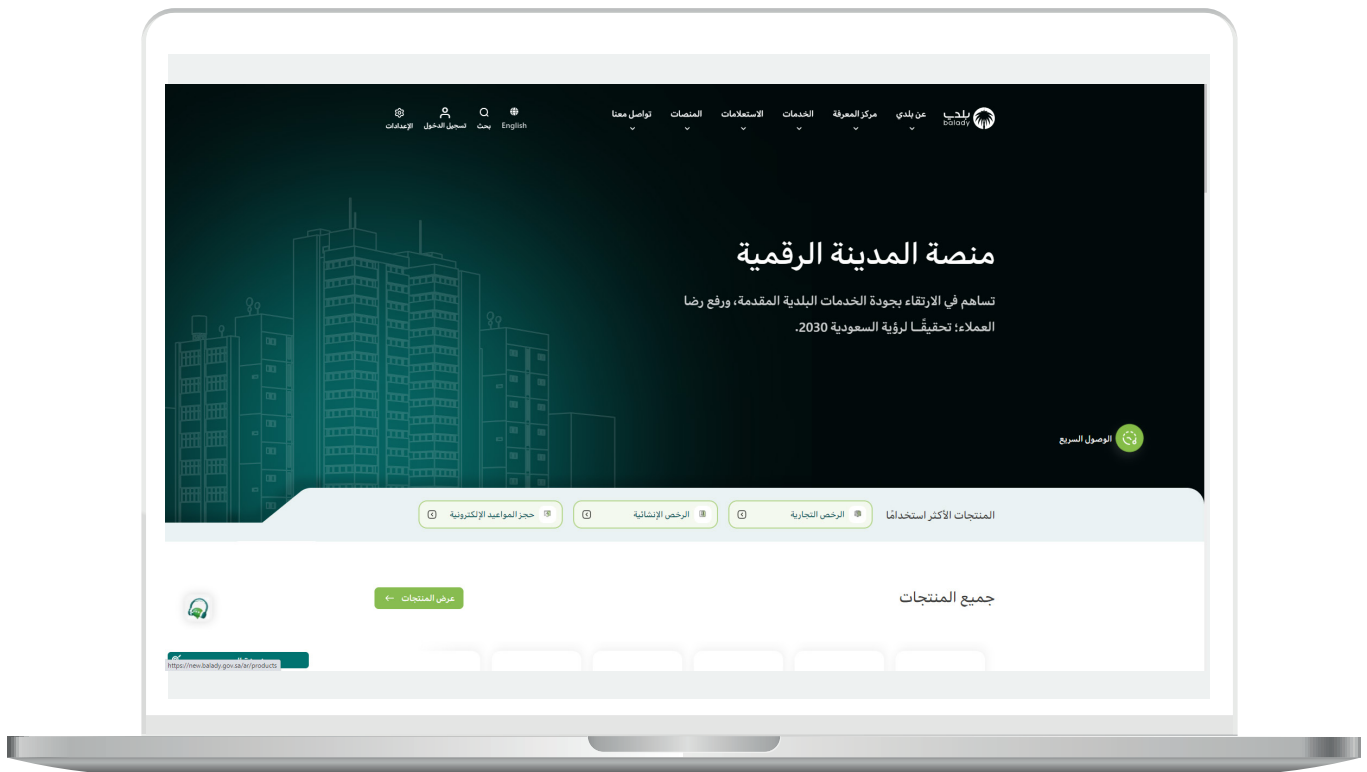 بلدي
balady
عن بلدي
مركز المعرفة
الخدمات
الاستعلامات
المنصات
تواصل معنا
English
بحث
تسجيل الدخول
الإعدادات
منصة المدينة الرقمية
تساهم في الارتقاء بجودة الخدمات البلدية المقدمة، ورفع رضا
العملاء؛ تحقيقًــا لرؤية السعودية 2030.
الوصول السريع
المنتجات الأكثر استخدامًا
الرخص التجارية
الرخص الإنشائية
حجز المواعيد الإلكترونية
جميع المنتجات
عرض المنتجات
https://new.balady.gov.sa/ar/products